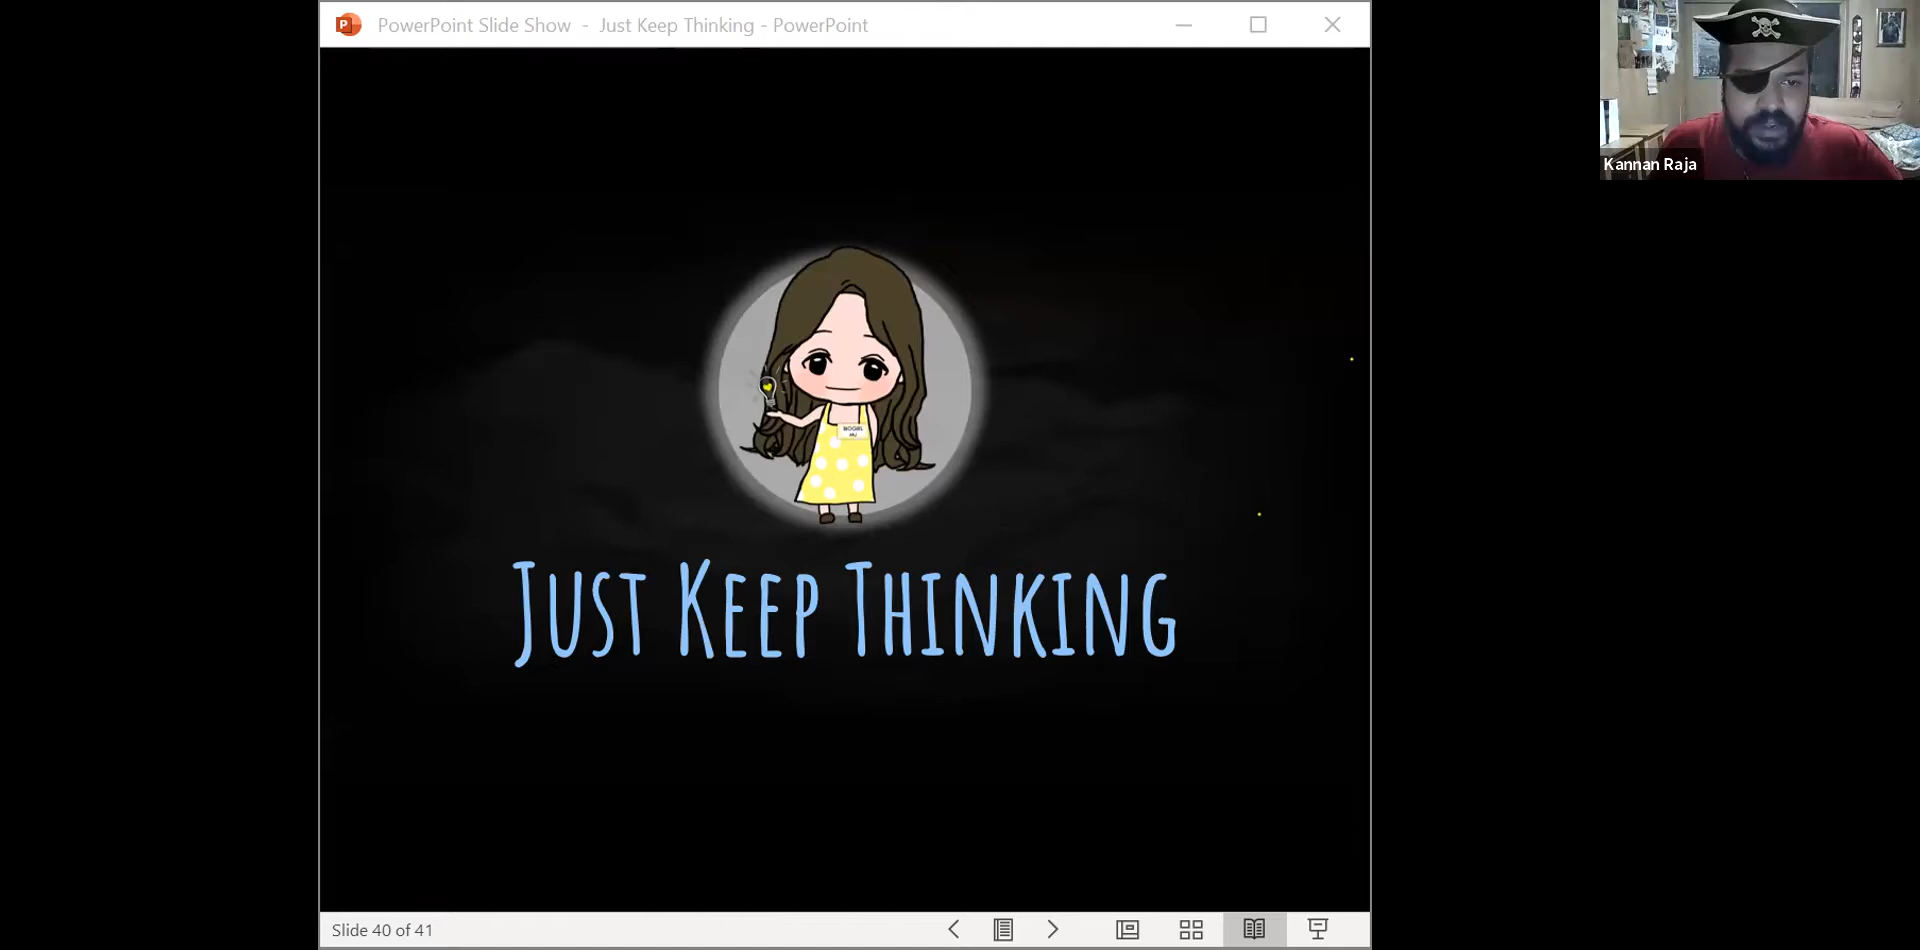 PowerPoint Slide Show - Just Keep Thinking - PowerPoint
Kannan Raja
JUST KEEP THINKING
Slide 40 of 41